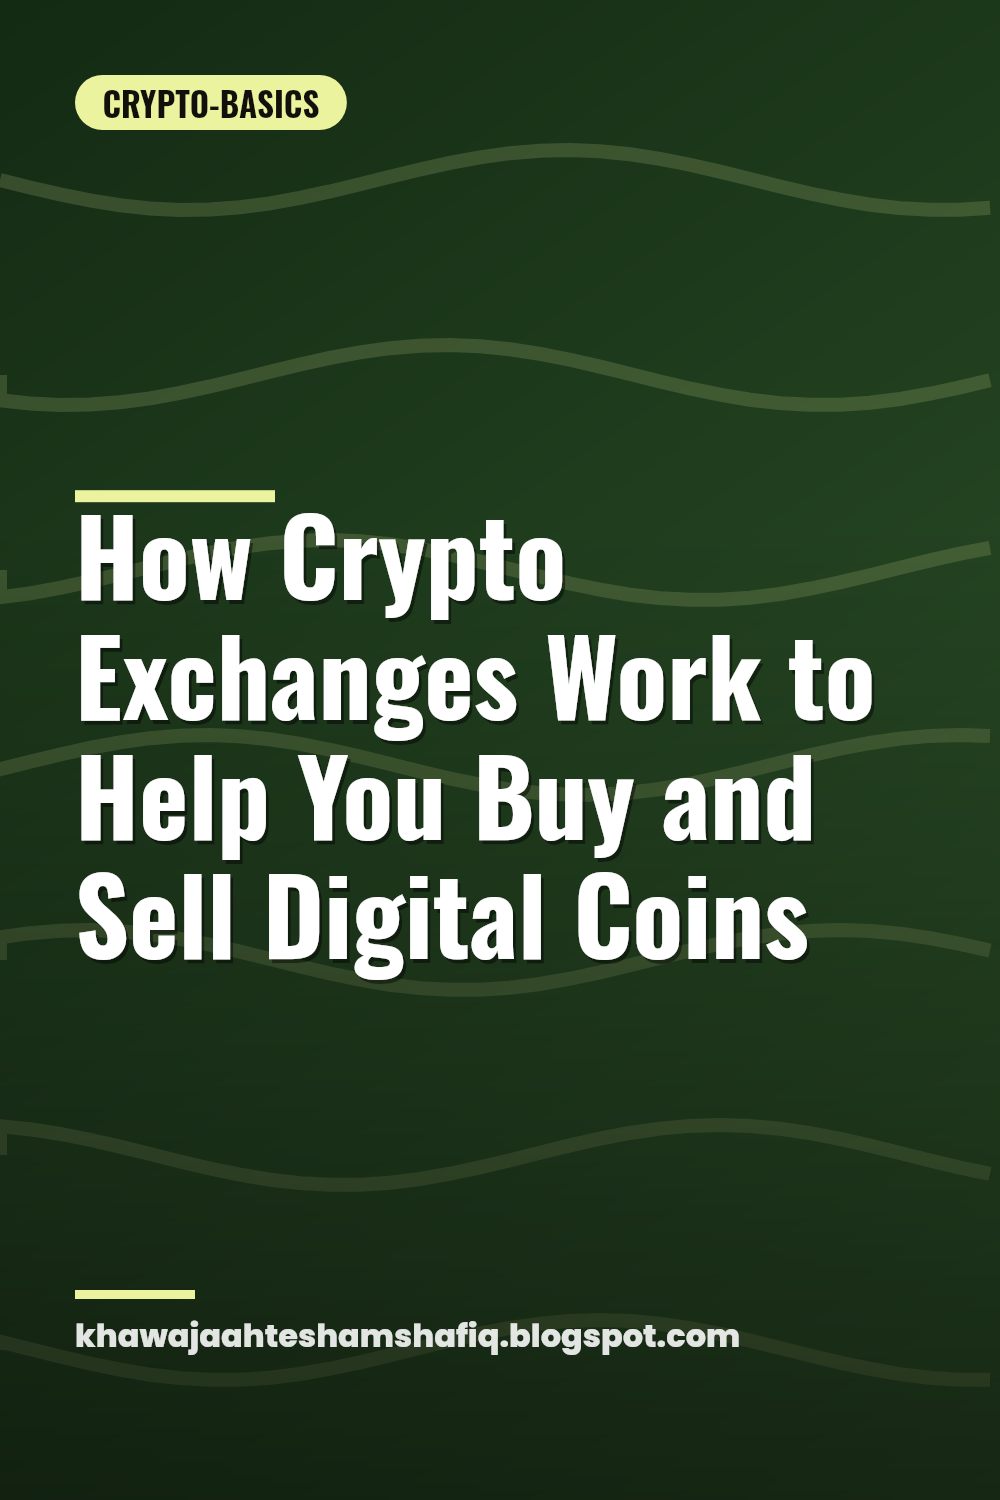 CRYPTO-BASICS
How Crypto
Exchanges Work to
Help You Buy and
Sell Digital Coins
khawajaahteshamshafiq.blogspot.com